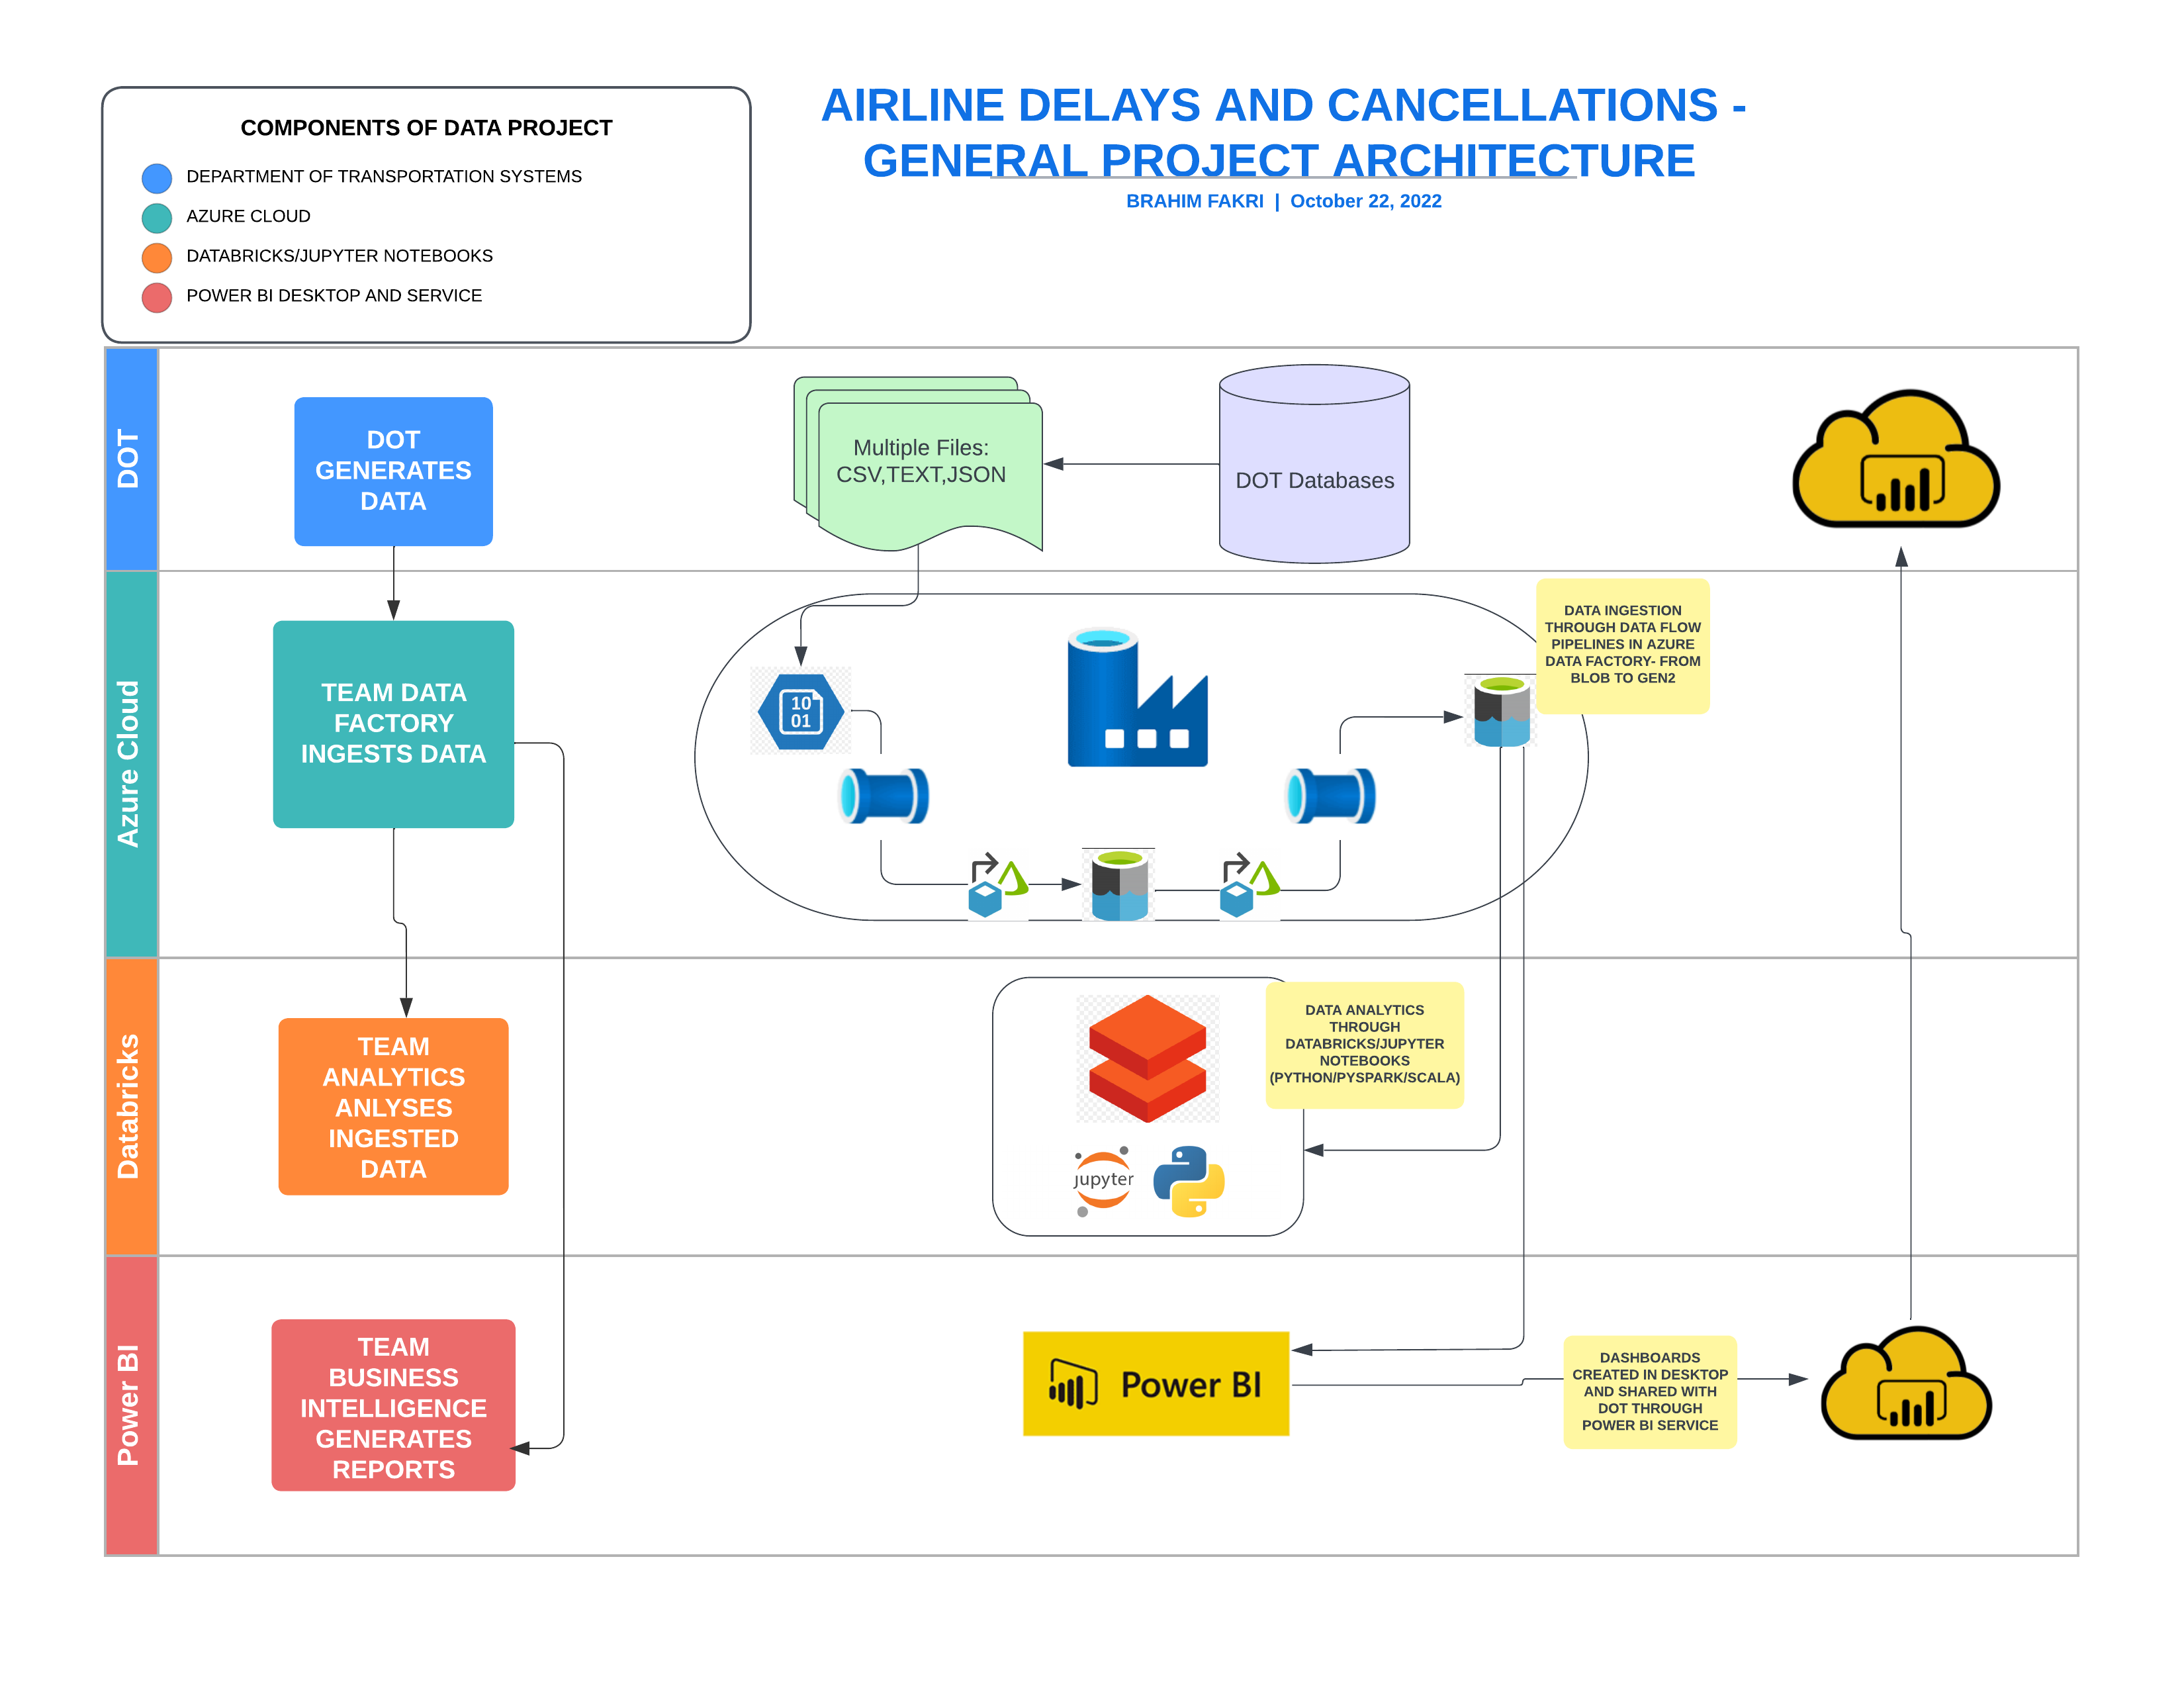 AIRLINE DELAYS AND CANCELLATIONS -
GENERAL PROJECT ARCHITECTURE
BRAHIM FAKRI | October 22, 2022
COMPONENTS OF DATA PROJECT
DEPARTMENT OF TRANSPORTATION SYSTEMS
AZURE CLOUD
DATABRICKS/JUPYTER NOTEBOOKS
POWER BI DESKTOP AND SERVICE
DOT
DOT
GENERATES
DATA
Multiple Files:
CSV,TEXT,JSON
DOT Databases
Azure Cloud
TEAM DATA
FACTORY
INGESTS DATA
10
01
DATA INGESTION
THROUGH DATA FLOW
PIPELINES IN AZURE
DATA FACTORY- FROM
BLOB TO GEN2
Databricks
TEAM
ANALYTICS
ANLYSES
INGESTED
DATA
jupyter
DATA ANALYTICS
THROUGH
DATABRICKS/JUPYTER
NOTEBOOKS
(PYTHON/PYSPARK/SCALA)
Power BI
TEAM
BUSINESS
INTELLIGENCE
GENERATES
REPORTS
Power BI
DASHBOARDS
CREATED IN DESKTOP
AND SHARED WITH
DOT THROUGH
POWER BI SERVICE